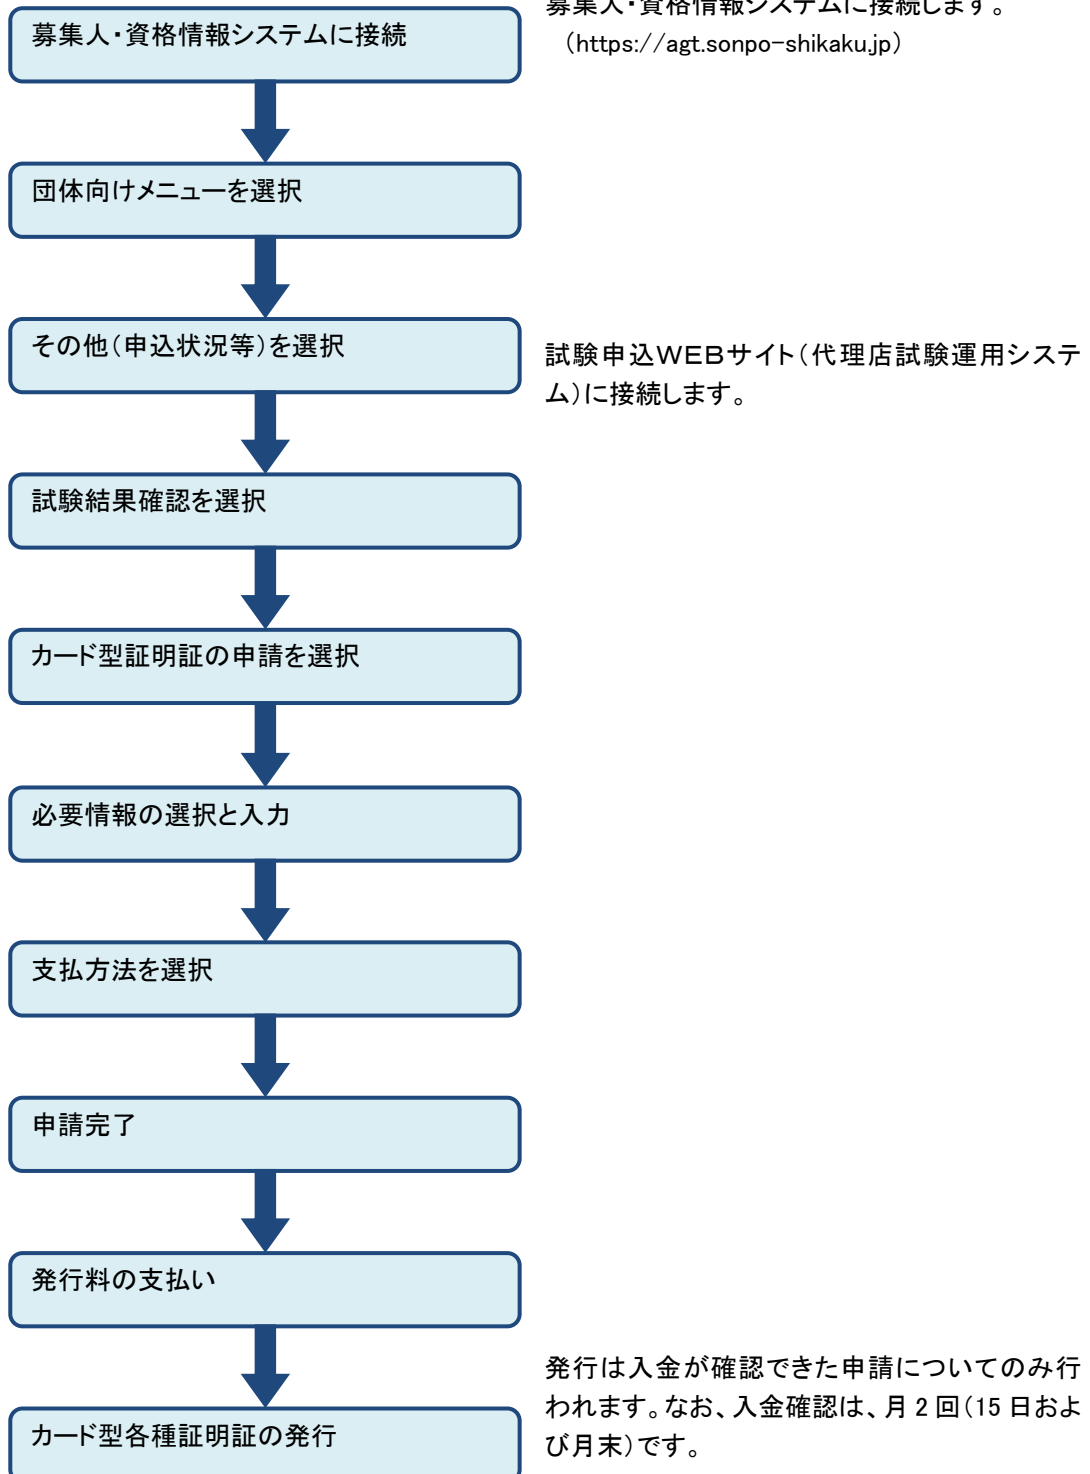 募集人・資格情報システムに接続します。
募集人・資格情報システムに接続
（https://agt.sonpo-shikaku.jp）
団体向けメニューを選択
その他（申込状況等）を選択
試験申込ＷＥＢサイト（代理店試験運用システ
ム）に接続します。
試験結果確認を選択
カード型証明証の申請を選択
必要情報の選択と入力
支払方法を選択
申請完了
発行料の支払い
発行は入金が確認できた申請についてのみ行
われます。なお、入金確認は、月 2 回（15 日およ
び月末）です。
カード型各種証明証の発行